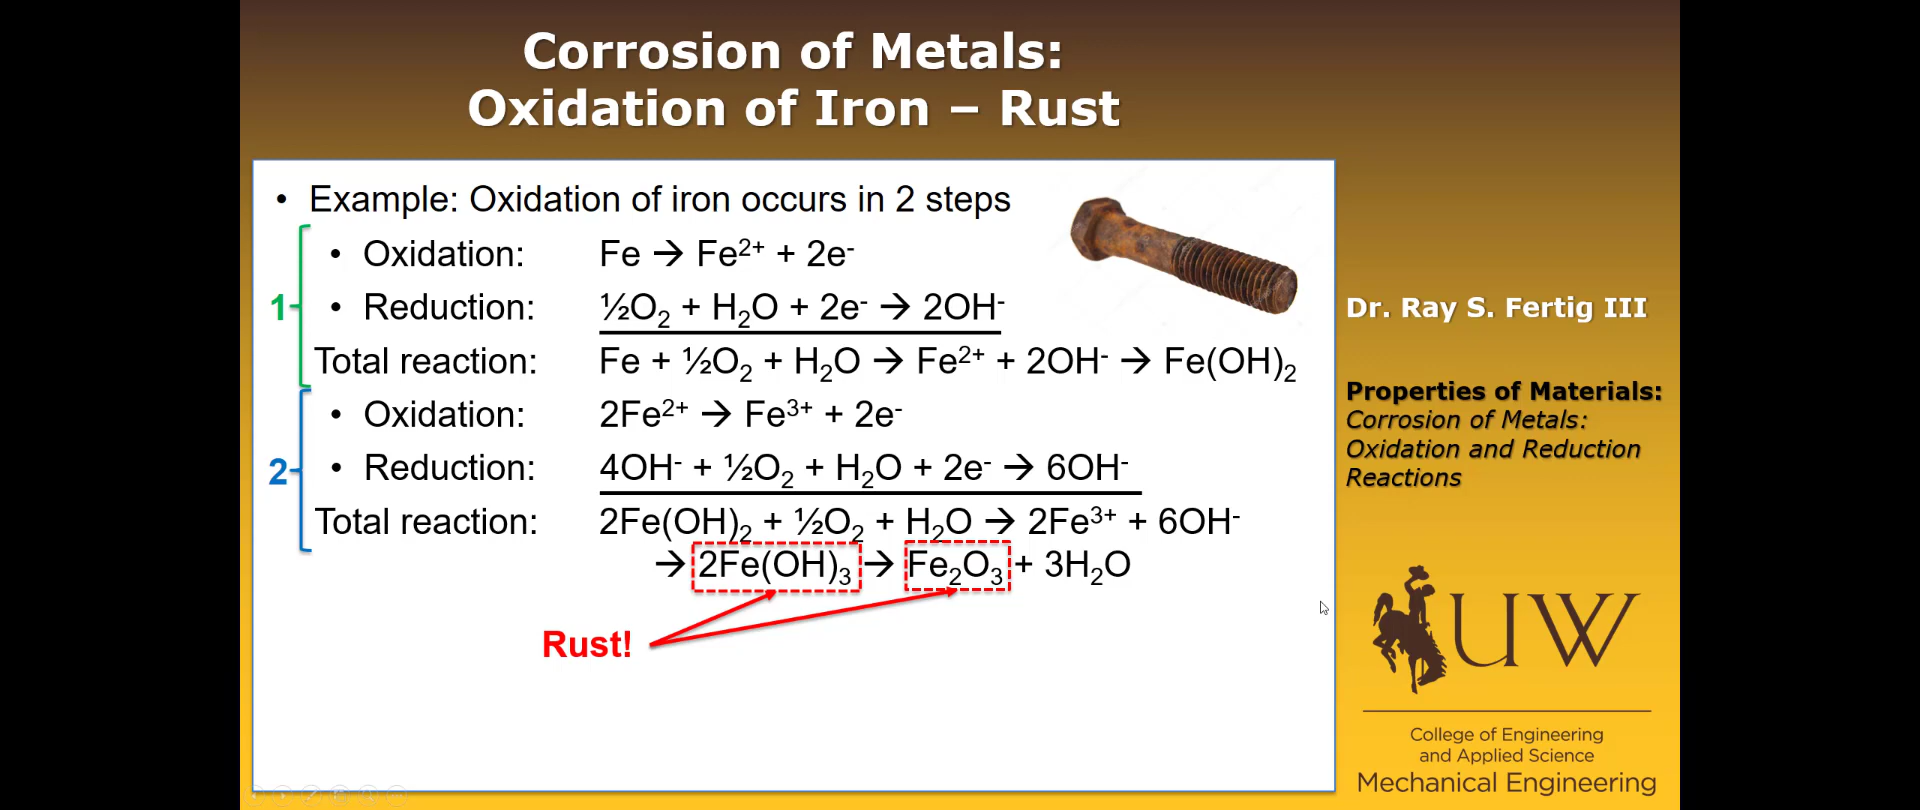 Corrosion of Metals:
Oxidation of Iron – Rust
• Example: Oxidation of iron occurs in 2 steps
1
• Oxidation: Fe → Fe²⁺ + 2e⁻
• Reduction: ½O₂ + H₂O + 2e⁻ → 2OH⁻
Total reaction: Fe + ½O₂ + H₂O → Fe²⁺ + 2OH⁻ → Fe(OH)₂
2
• Oxidation: 2Fe²⁺ → Fe³⁺ + 2e⁻
• Reduction: 4OH⁻ + ½O₂ + H₂O + 2e⁻ → 6OH⁻
Total reaction: 2Fe(OH)₂ + ½O₂ + H₂O → 2Fe³⁺ + 6OH⁻
→ 2Fe(OH)₃ → Fe₂O₃ + 3H₂O
Rust!
Dr. Ray S. Fertig III
Properties of Materials:
Corrosion of Metals:
Oxidation and Reduction
Reactions
UW
College of Engineering
and Applied Science
Mechanical Engineering